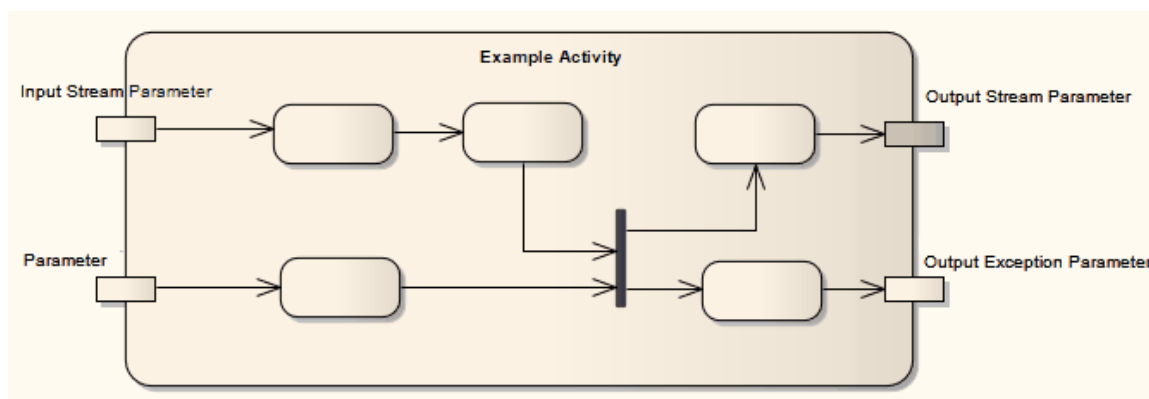 Example Activity
Input Stream Parameter
Output Stream Parameter
Parameter
Output Exception Parameter